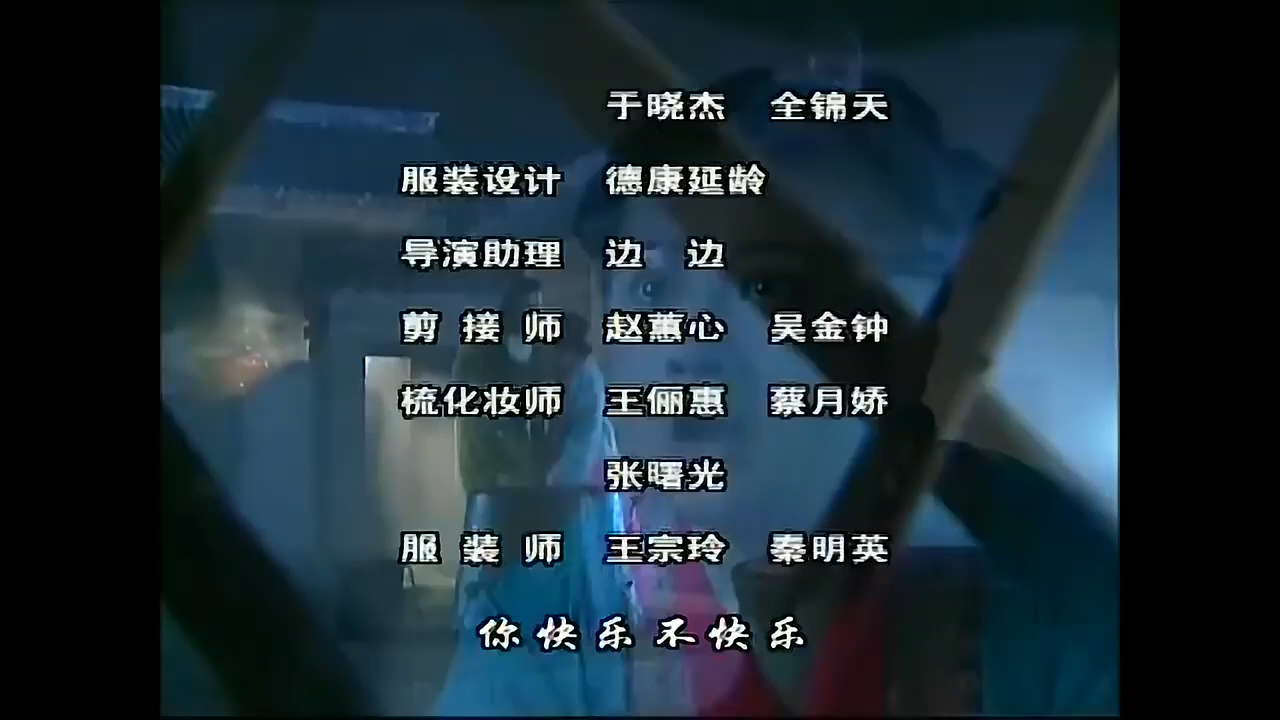 于晓杰 全锦天
服装设计 德康延龄
导演助理 边 边
剪接师 赵蕙心 吴金钟
梳化妆师 王俪惠 蔡月娇
张曙光
服装师 王宗玲 秦明英
你快乐不快乐